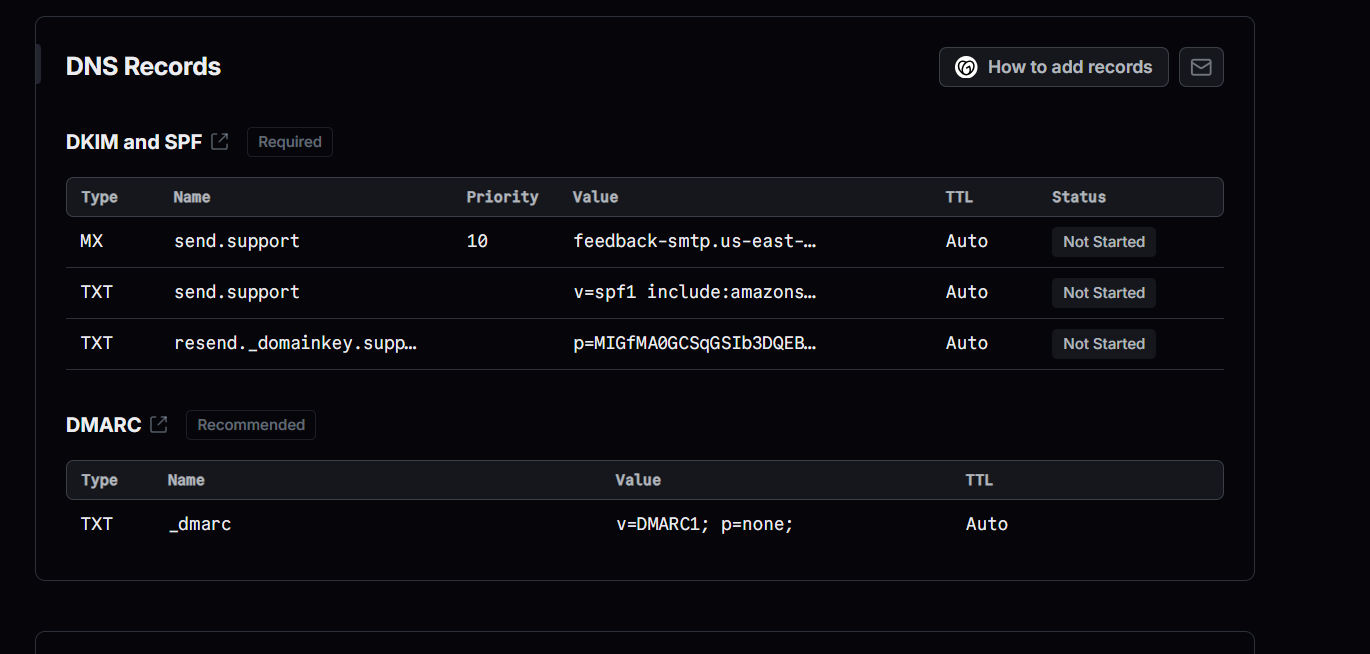 DNS Records
How to add records
DKIM and SPF Required
Type Name Priority Value TTL Status
MX send.support 10 feedback-smtp.us-east-… Auto Not Started
TXT send.support v=spf1 include:amazons… Auto Not Started
TXT resend._domainkey.supp… p=MIGfMA0GCSqGSIb3DQEB… Auto Not Started
DMARC Recommended
Type Name Value TTL
TXT _dmarc v=DMARC1; p=none; Auto